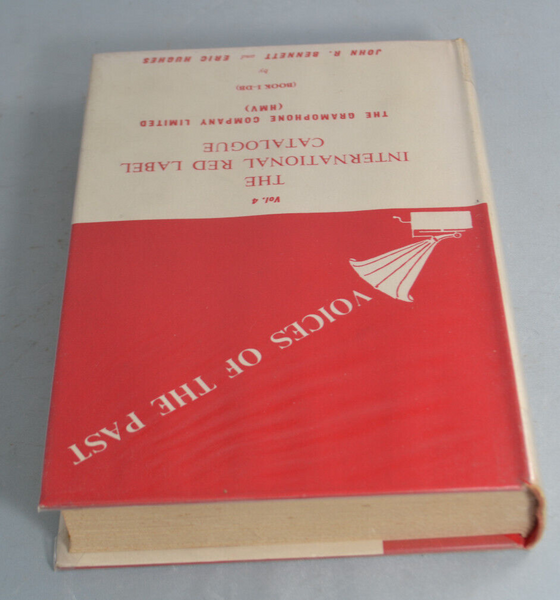 VOICES OF THE PAST
Vol. 4
THE
INTERNATIONAL RED LABEL
CATALOGUE
THE GRAMOPHONE COMPANY LIMITED
(HMV)
(BOOK I-DB)
by
JOHN R. BENNETT and ERIC HUGHES